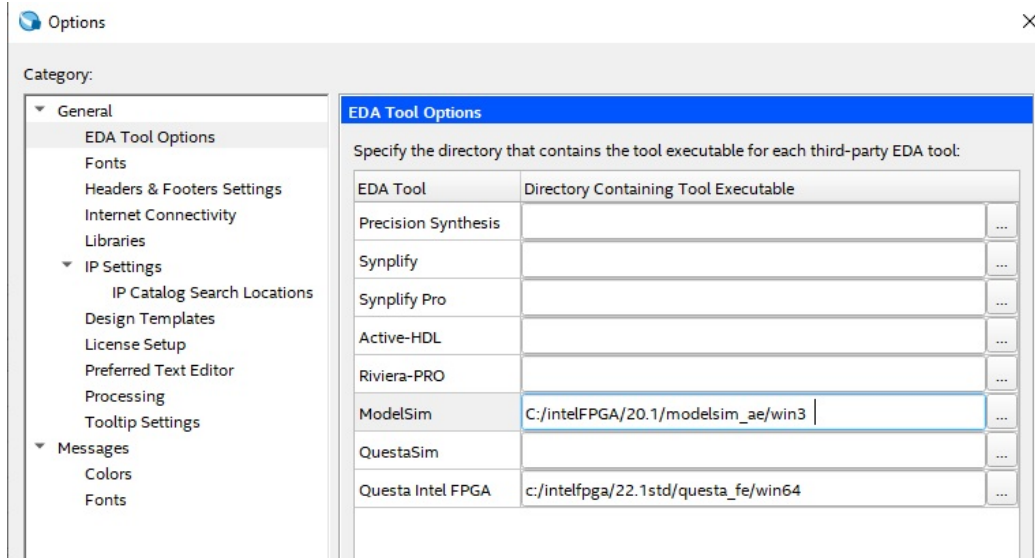 Options
Category:
General
EDA Tool Options
Fonts
Headers & Footers Settings
Internet Connectivity
Libraries
IP Settings
IP Catalog Search Locations
Design Templates
License Setup
Preferred Text Editor
Processing
Tooltip Settings
Messages
Colors
Fonts
EDA Tool Options
Specify the directory that contains the tool executable for each third-party EDA tool:
EDA Tool Directory Containing Tool Executable
Precision Synthesis ...
Synplify ...
Synplify Pro ...
Active-HDL ...
Riviera-PRO ...
ModelSim C:/intelFPGA/20.1/modelsim_ae/win3 ...
QuestaSim ...
Questa Intel FPGA c:/intelfpga/22.1std/questa_fe/win64 ...